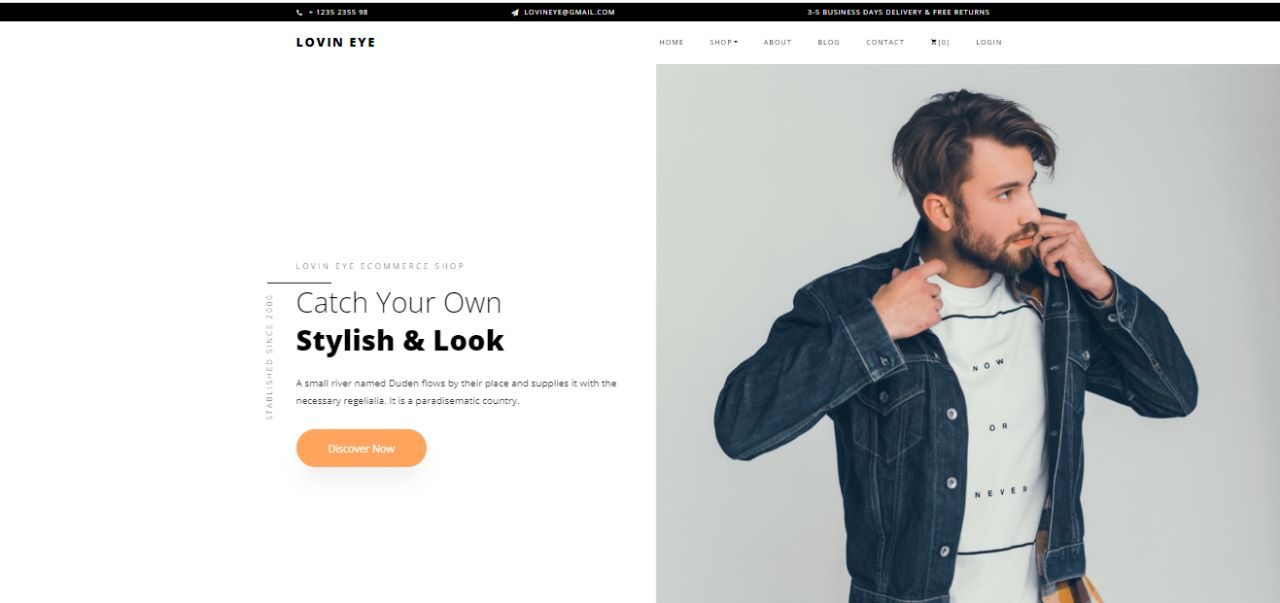 + 1235 2355 98
LOVINEYE@GMAIL.COM
3-5 BUSINESS DAYS DELIVERY & FREE RETURNS
LOVIN EYE
HOME
SHOP
ABOUT
BLOG
CONTACT
[0]
LOGIN
LOVIN EYE ECOMMERCE SHOP
STABLISHED SINCE 2000
Catch Your Own
Stylish & Look
A small river named Duden flows by their place and supplies it with the
necessary regelialia. It is a paradisematic country.
Discover Now
NOW
OR
NEVER